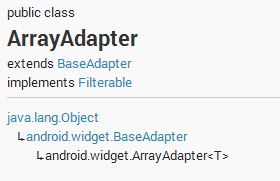 public class
ArrayAdapter
extends BaseAdapter
implements Filterable
java.lang.Object
↳android.widget.BaseAdapter
↳android.widget.ArrayAdapter<T>